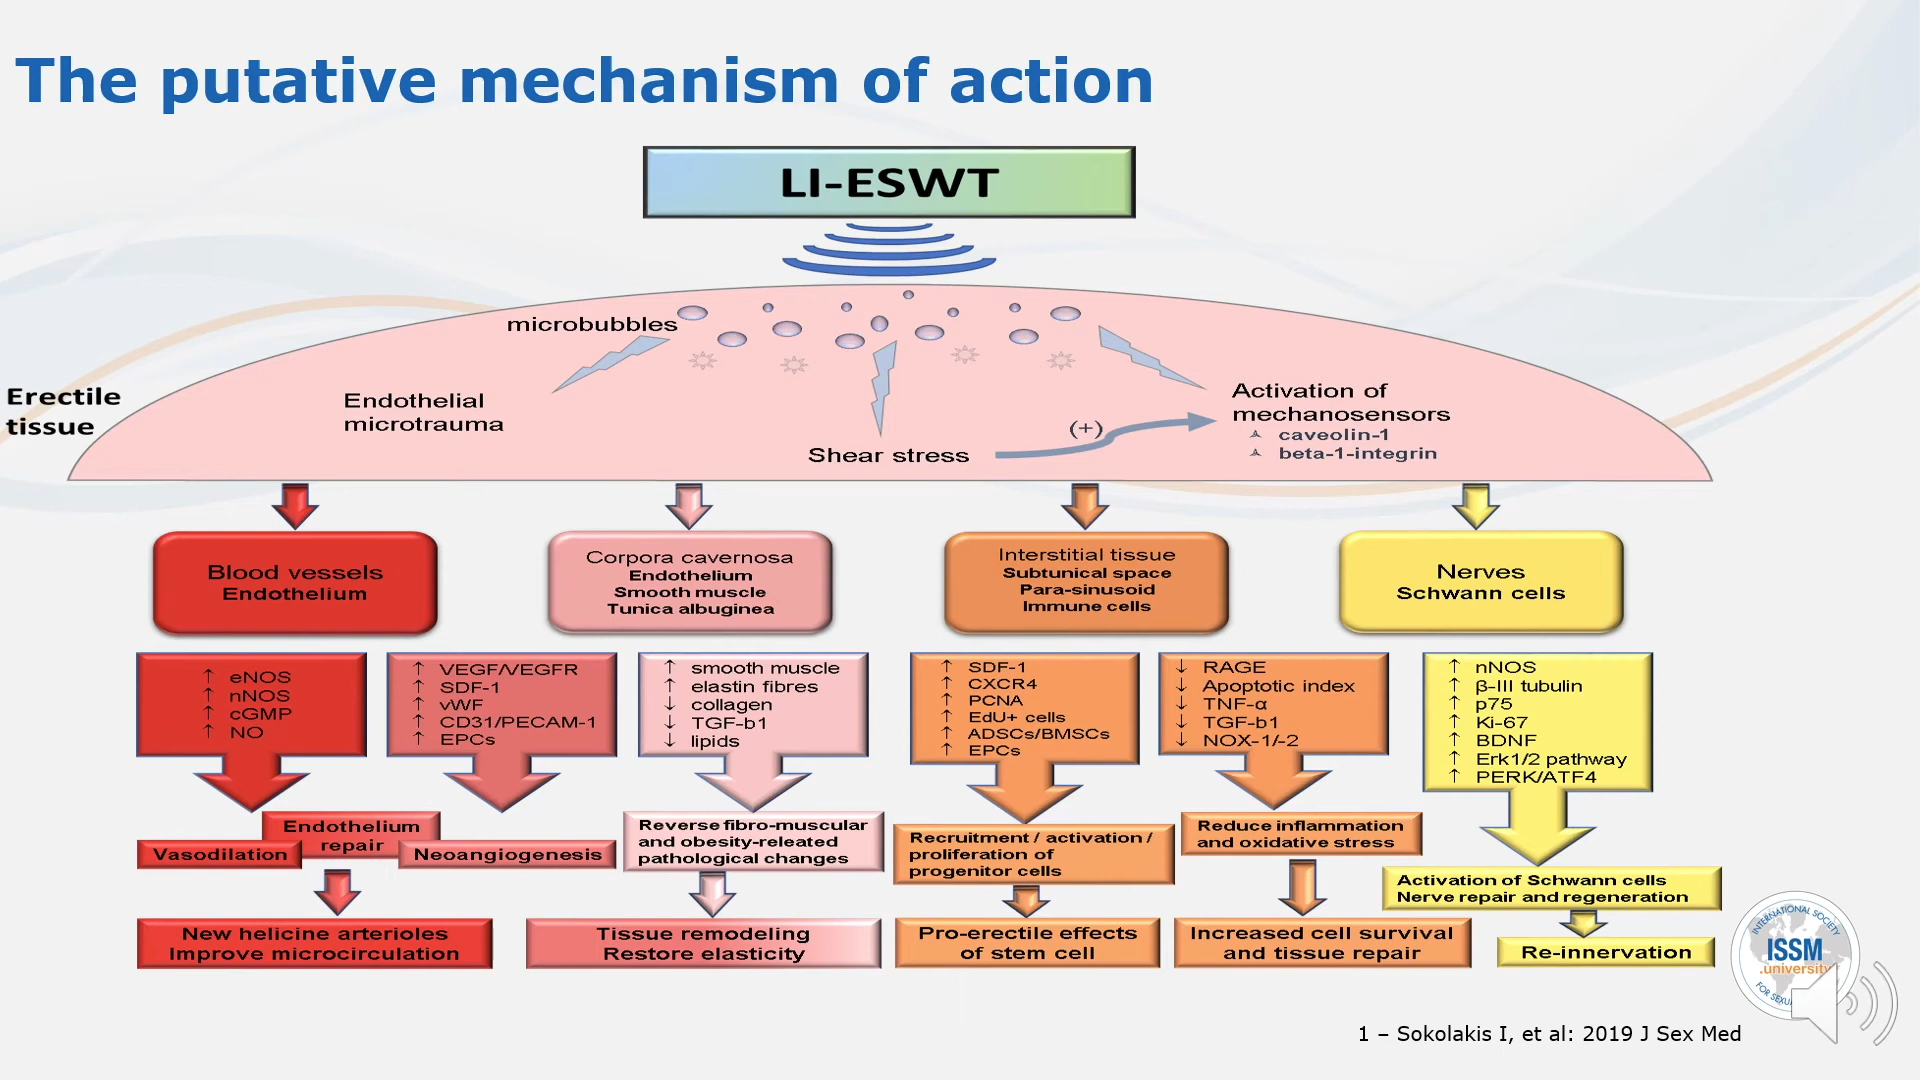 The putative mechanism of action
LI-ESWT
microbubbles
Erectile
tissue
Endothelial
microtrauma
Shear stress
(+)
Activation of
mechanosensors
caveolin-1
beta-1-integrin
Blood vessels
Endothelium
Corpora cavernosa
Endothelium
Smooth muscle
Tunica albuginea
Interstitial tissue
Subtunical space
Para-sinusoid
Immune cells
Nerves
Schwann cells
↑ eNOS
↑ nNOS
↑ cGMP
↑ NO
↑ VEGF/VEGFR
↑ SDF-1
↑ vWF
↑ CD31/PECAM-1
↑ EPCs
↑ smooth muscle
↑ elastin fibres
↓ collagen
↓ TGF-b1
↓ lipids
↑ SDF-1
↑ CXCR4
↑ PCNA
↑ EdU+ cells
↑ ADSCs/BMSCs
↑ EPCs
↓ RAGE
↓ Apoptotic index
↓ TNF-α
↓ TGF-b1
↓ NOX-1/-2
↑ nNOS
↑ β-III tubulin
↑ p75
↑ Ki-67
↑ BDNF
↑ Erk1/2 pathway
↑ PERK/ATF4
Vasodilation
Endothelium
repair
Neoangiogenesis
Reverse fibro-muscular
and obesity-releated
pathological changes
Recruitment / activation /
proliferation of
progenitor cells
Reduce inflammation
and oxidative stress
Activation of Schwann cells
Nerve repair and regeneration
New helicine arterioles
Improve microcirculation
Tissue remodeling
Restore elasticity
Pro-erectile effects
of stem cell
Increased cell survival
and tissue repair
Re-innervation
INTERNATIONAL SOCIETY
ISSM
.university
FOR
1 – Sokolakis I, et al: 2019 J Sex Med